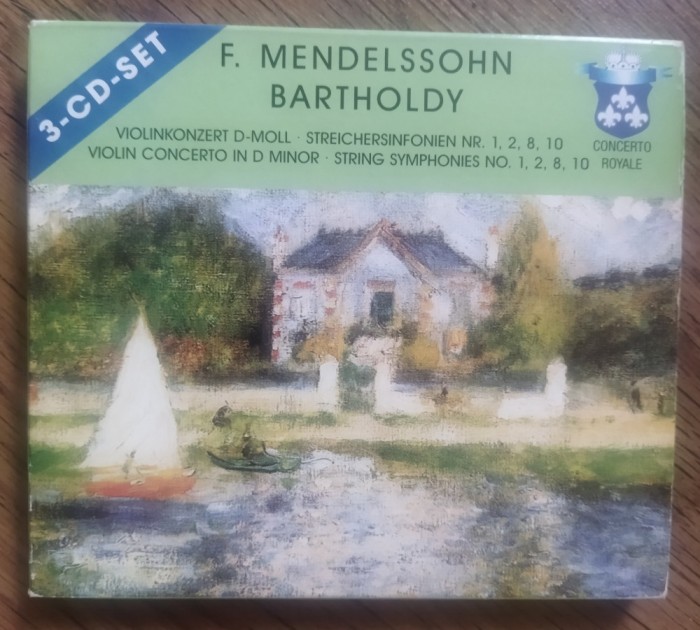 3-CD-SET
F. MENDELSSOHN
BARTHOLDY
VIOLINKONZERT D-MOLL · STREICHERSINFONIEN NR. 1, 2, 8, 10
VIOLIN CONCERTO IN D MINOR · STRING SYMPHONIES NO. 1, 2, 8, 10
CONCERTO
ROYALE